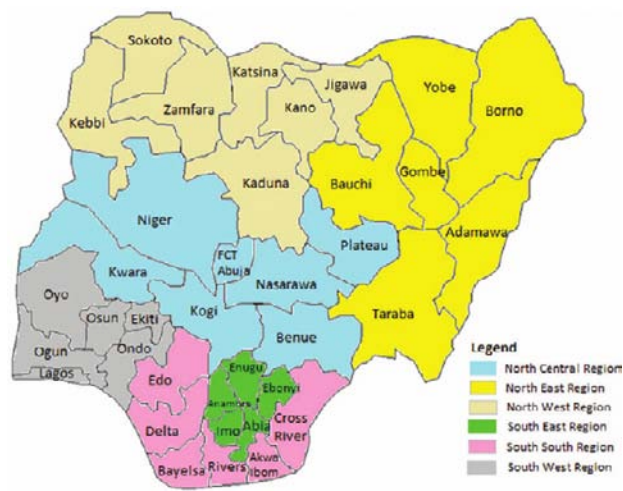 Sokoto
Katsina
Jigawa
Yobe
Borno
Zamfara
Kano
Kebbi
Kaduna
Bauchi
Gombe
Niger
Adamawa
Plateau
FCT
Abuja
Kwara
Nasarawa
Oyo
Kogi
Taraba
Osun
Ekiti
Benue
Ogun
Ondo
Lagos
Edo
Enugu
Ebonyi
Anambra
Delta
Imo
Abia
Cross
River
Bayelsa
Rivers
Akwa
Ibom
Legend
North Central Region
North East Region
North West Region
South East Region
South South Region
South West Region